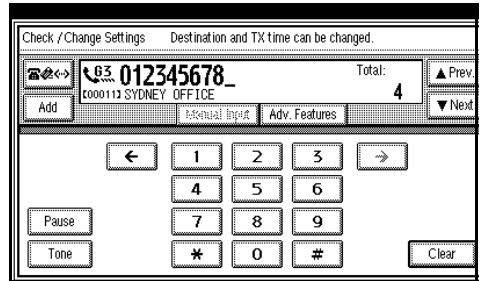 Check / Change Settings Destination and TX time can be changed.
G3 012345678_ Total: ▲ Prev.
[00011] SYDNEY OFFICE 4
Add Manual Input Adv. Features ▼ Next
← 1 2 3 →
4 5 6
Pause 7 8 9
Tone * 0 # Clear